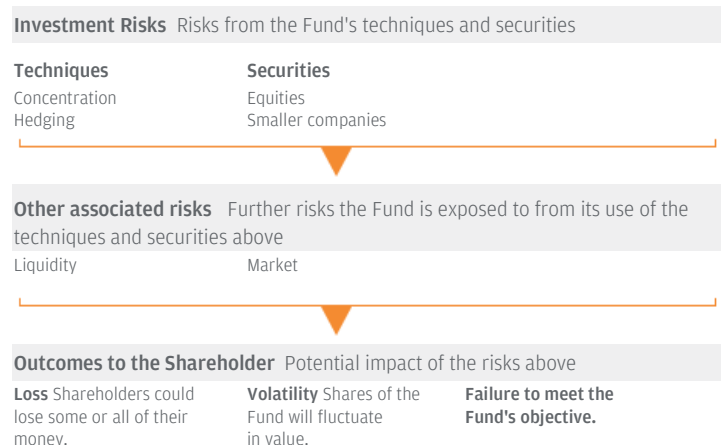 Investment Risks Risks from the Fund's techniques and securities
Techniques Securities
Concentration Equities
Hedging Smaller companies
Other associated risks Further risks the Fund is exposed to from its use of the
techniques and securities above
Liquidity Market
Outcomes to the Shareholder Potential impact of the risks above
Loss Shareholders could
lose some or all of their
money.
Volatility Shares of the
Fund will fluctuate
in value.
Failure to meet the
Fund's objective.